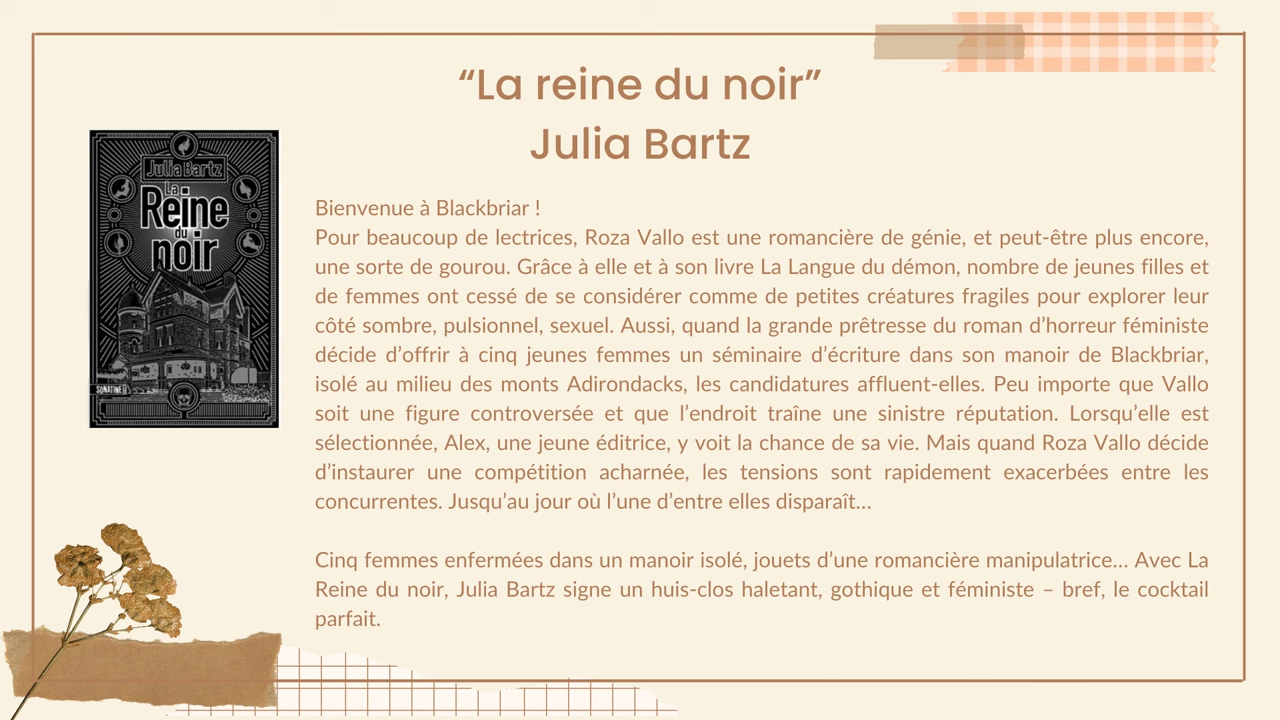 “La reine du noir”
Julia Bartz
Julia Bartz
La
Reine
du
noir
SONATINE
Bienvenue à Blackbriar !
Pour beaucoup de lectrices, Roza Vallo est une romancière de génie, et peut-être plus encore,
une sorte de gourou. Grâce à elle et à son livre La Langue du démon, nombre de jeunes filles et
de femmes ont cessé de se considérer comme de petites créatures fragiles pour explorer leur
côté sombre, pulsionnel, sexuel. Aussi, quand la grande prêtresse du roman d’horreur féministe
décide d’offrir à cinq jeunes femmes un séminaire d’écriture dans son manoir de Blackbriar,
isolé au milieu des monts Adirondacks, les candidatures affluent-elles. Peu importe que Vallo
soit une figure controversée et que l’endroit traîne une sinistre réputation. Lorsqu’elle est
sélectionnée, Alex, une jeune éditrice, y voit la chance de sa vie. Mais quand Roza Vallo décide
d’instaurer une compétition acharnée, les tensions sont rapidement exacerbées entre les
concurrentes. Jusqu’au jour où l’une d’entre elles disparaît…
Cinq femmes enfermées dans un manoir isolé, jouets d’une romancière manipulatrice… Avec La
Reine du noir, Julia Bartz signe un huis-clos haletant, gothique et féministe – bref, le cocktail
parfait.